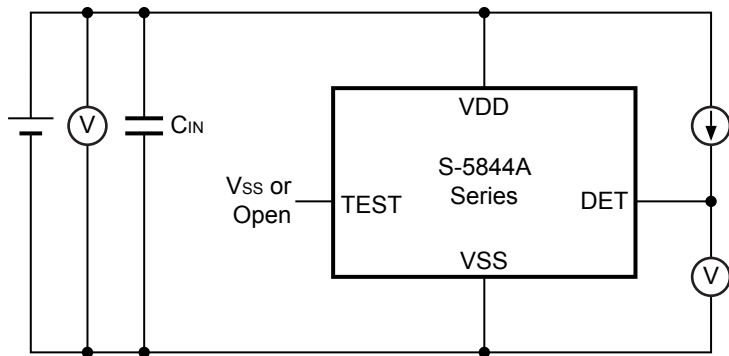 V
CIN
VSS or
Open
TEST
VDD
S-5844A
Series
DET
VSS
V